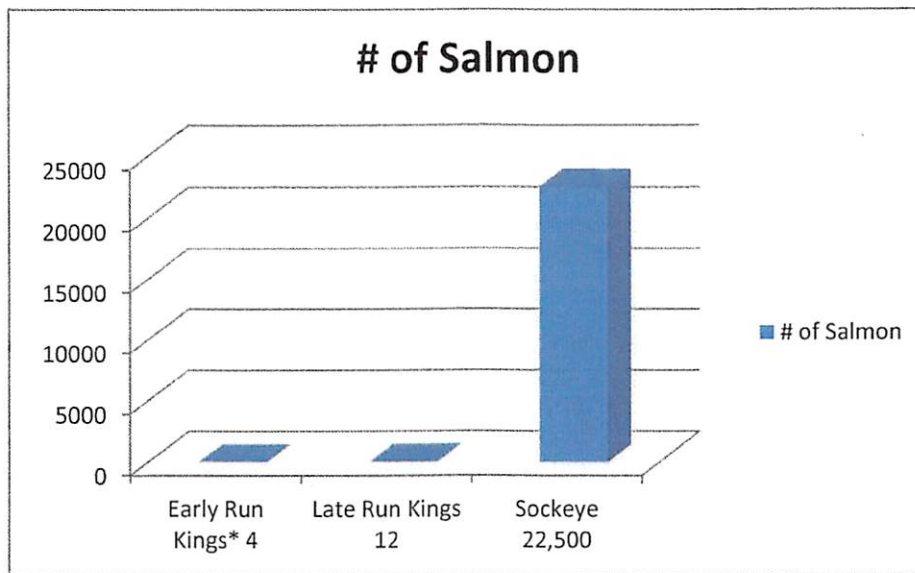 # of Salmon
25000
20000
15000
10000
5000
0
Early Run
Kings* 4
Late Run Kings
12
Sockeye
22,500
# of Salmon